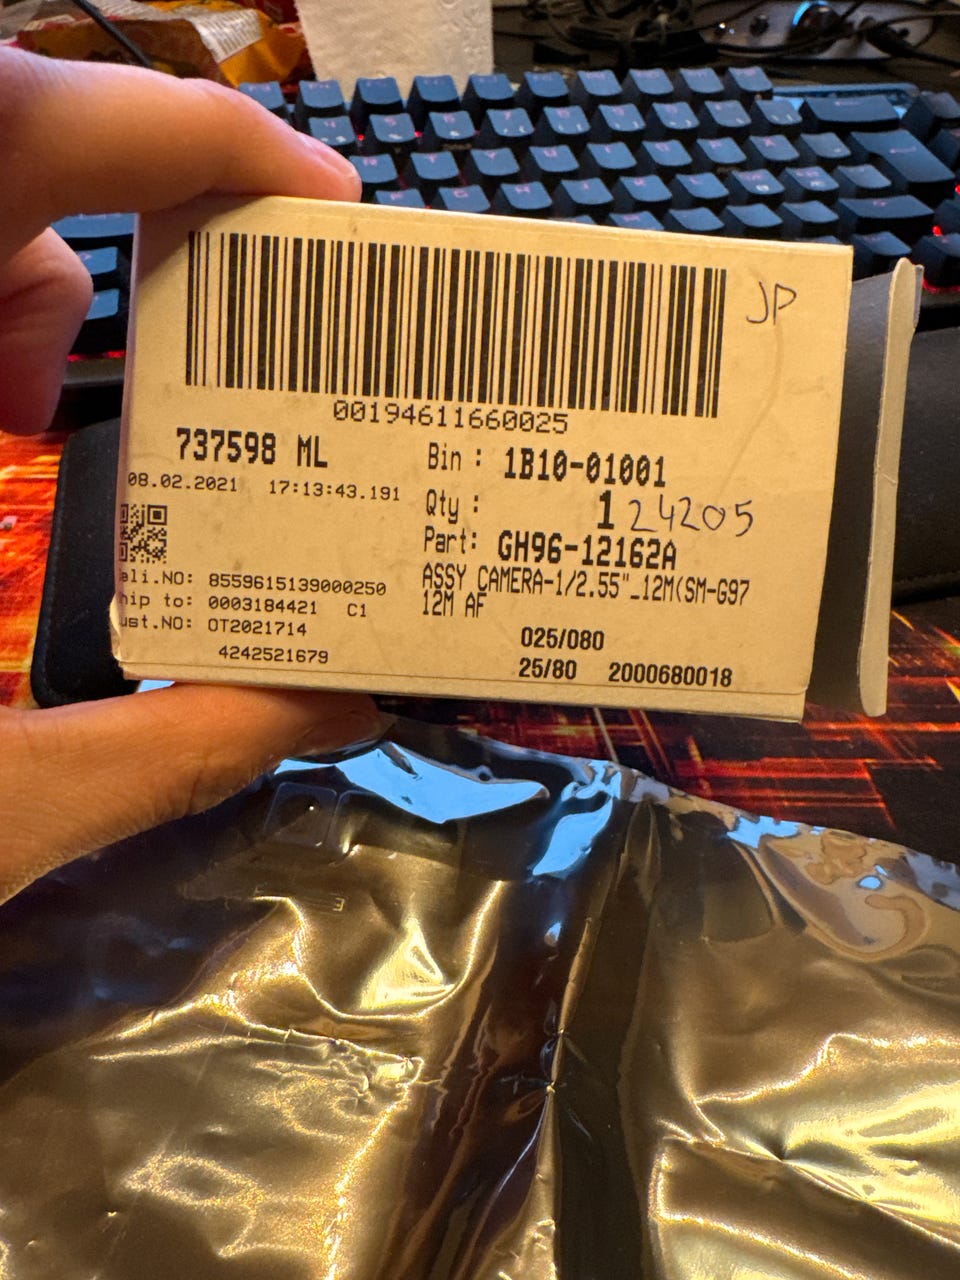 JP
00194611660025
737598 ML
Bin : 1B10-01001
08.02.2021 17:13:43.191
Qty : 1 24205
Part: GH96-12162A
ASSY CAMERA-1/2.55"_12M(SM-G97
12M AF
eli.NO: 8559615139000250
hip to: 0003184421 C1
ust.NO: OT2021714
4242521679
025/080
25/80 2000680018